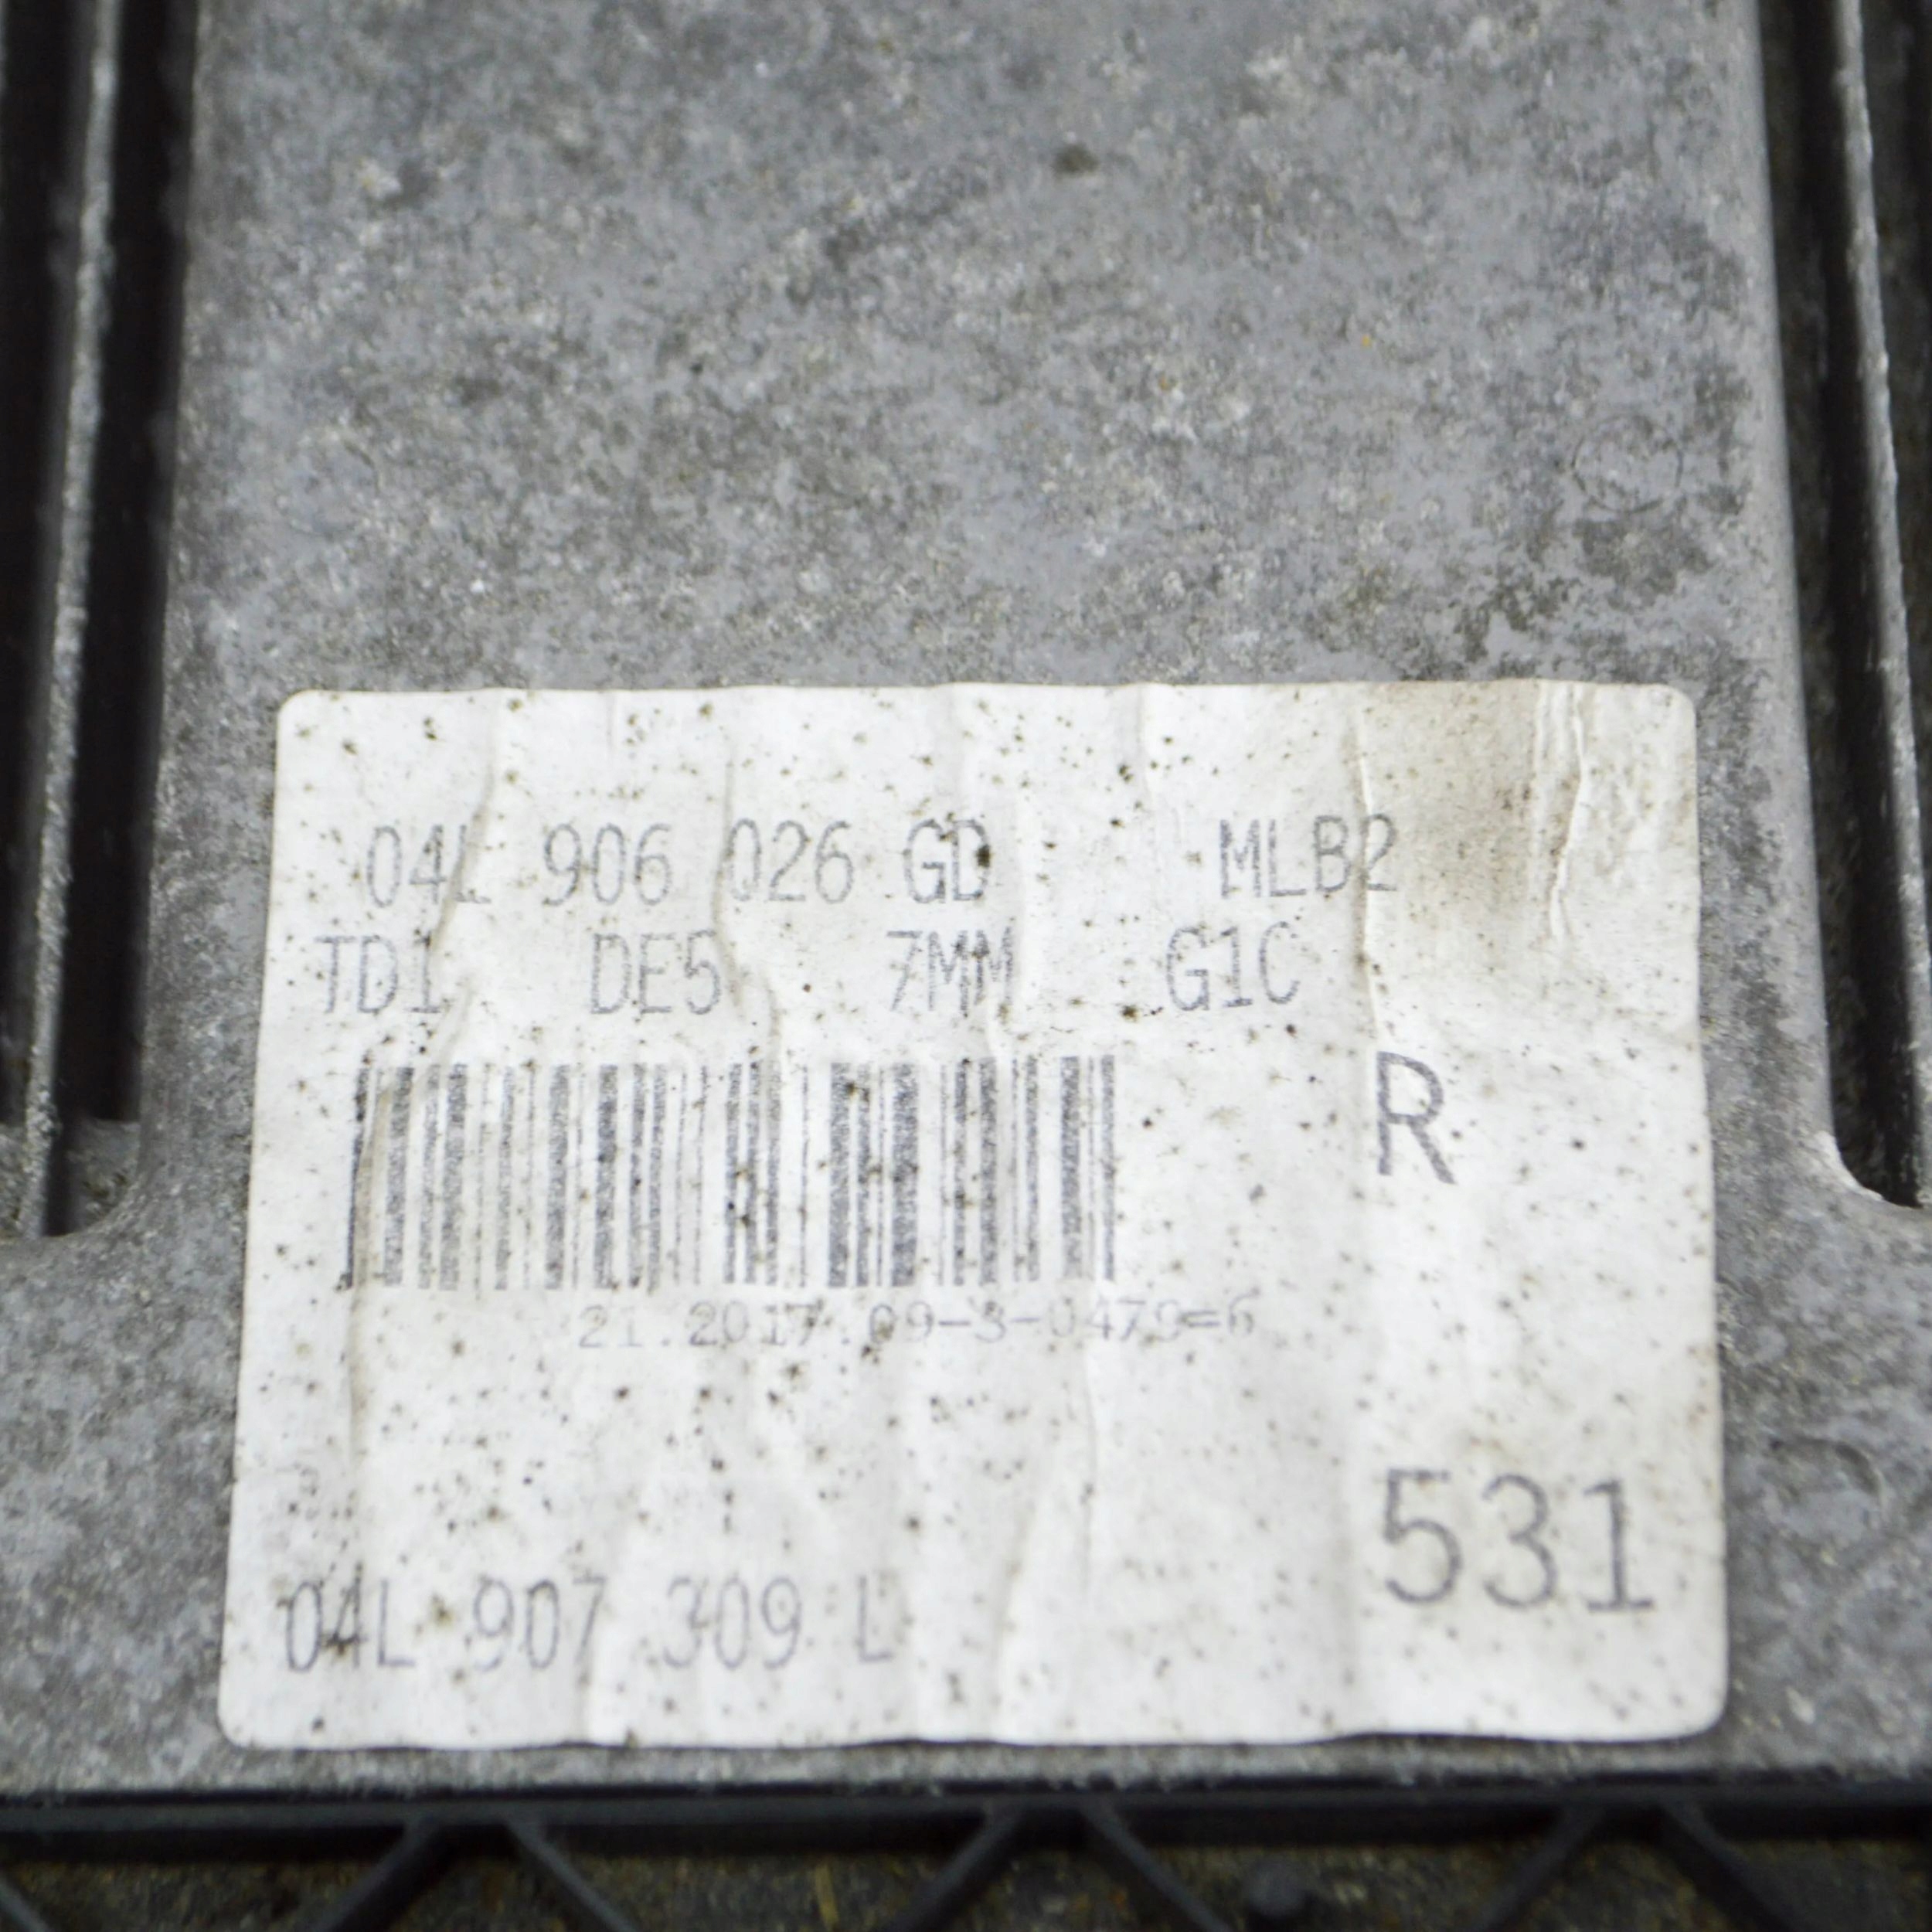 04L 906 026 GD MLB2
TD1 DE5 7MM G1C
R
21.2017.09-3-0479=6
531
04L 907 309 L